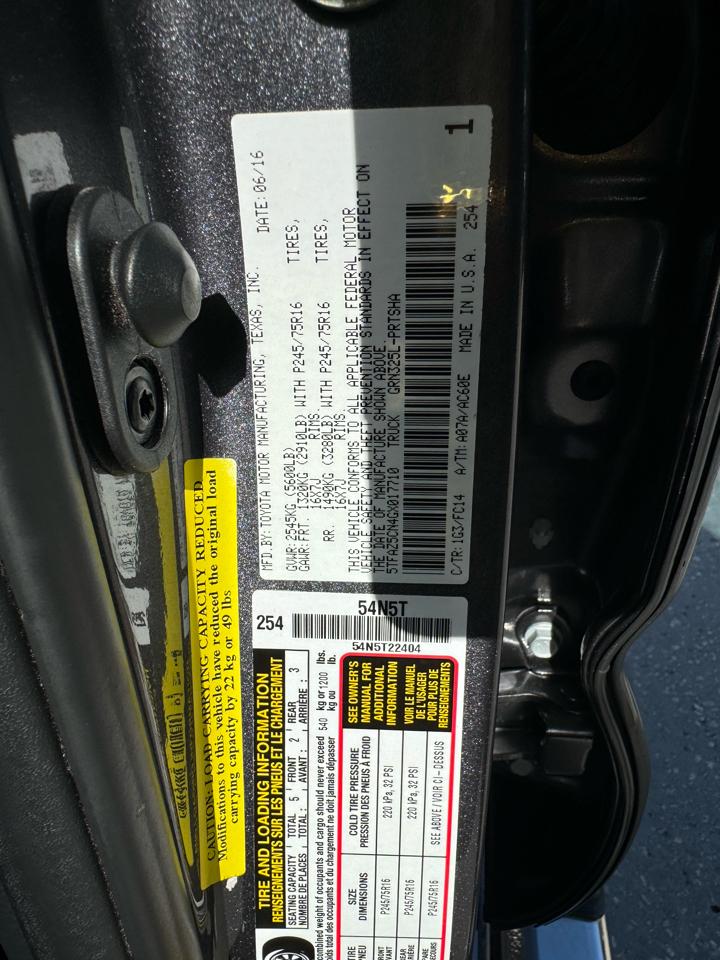 MFD.BY: TOYOTA MOTOR MANUFACTURING, TEXAS, INC. DATE: 06/16
GVWR: 2545KG (5600LB)
GAWR: FRT. 1320KG (2910LB) WITH P245/75R16 TIRES,
16X7J RIMS.
RR. 1490KG (3280LB) WITH P245/75R16 TIRES,
16X7J RIMS.
THIS VEHICLE CONFORMS TO ALL APPLICABLE FEDERAL MOTOR
VEHICLE SAFETY AND THEFT PREVENTION STANDARDS IN EFFECT ON
THE DATE OF MANUFACTURE SHOWN ABOVE.
5TFAZ5CN4GX017710 TRUCK GRN325L-PRTSHA
C/TR: 1G3/FC14 A/TM: A07A/AC60E MADE IN U.S.A. 254
1
CAUTION-LOAD CARRYING CAPACITY REDUCED
Modifications to this vehicle have reduced the original load
carrying capacity by 22 kg or 49 lbs
254
54N5T
54N5T22404
TIRE AND LOADING INFORMATION
RENSEIGNEMENTS SUR LES PNEUS ET LE CHARGEMENT
SEATING CAPACITY TOTAL 5 FRONT 2 REAR 3
NOMBRE DE PLACES TOTAL: AVANT: ARRIÈRE:
combined weight of occupants and cargo should never exceed 540 kg or 1200 lbs.
total des occupants et du chargement ne doit jamais dépasser kg ou lb.
TIRE SIZE COLD TIRE PRESSURE
PNEU DIMENSIONS PRESSION DES PNEUS À FROID
FRONT P245/75R16 220 kPa, 32 PSI
AVANT
REAR P245/75R16 220 kPa, 32 PSI
P245/75R16 SEE ABOVE / VOIR CI-DESSUS
SEE OWNER'S
MANUAL FOR
ADDITIONAL
INFORMATION
VOIR LE MANUEL
DE L'USAGER
POUR PLUS DE
RENSEIGNEMENTS